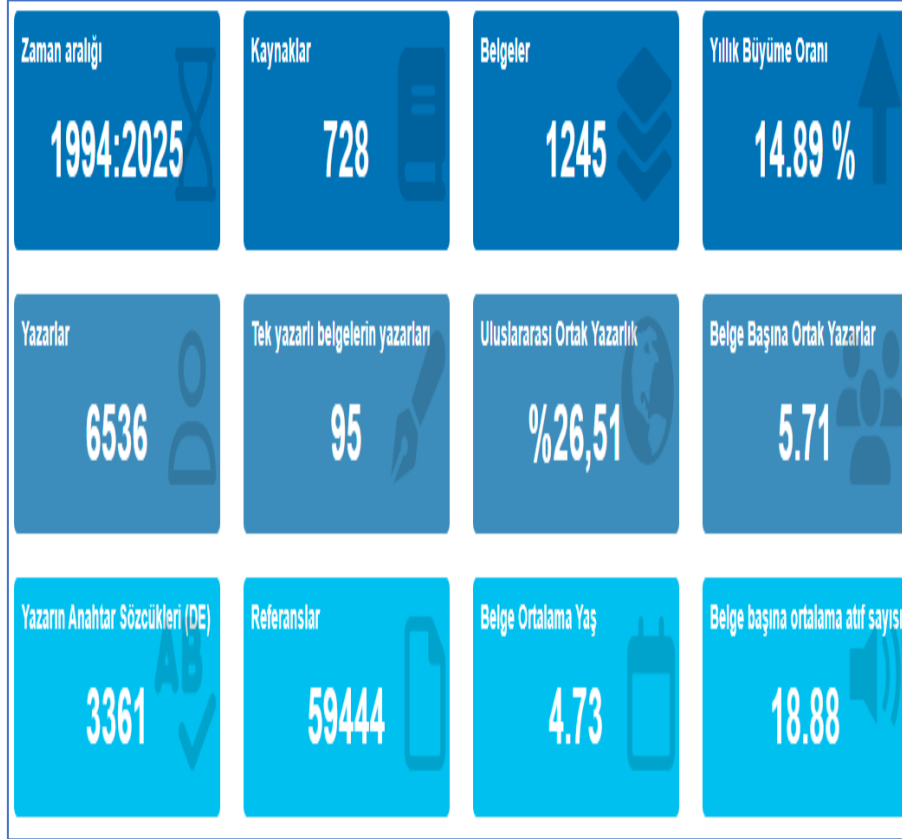 Zaman aralığı
1994:2025
Kaynaklar
728
Belgeler
1245
Yıllık Büyüme Oranı
14.89 %
Yazarlar
6536
Tek yazarlı belgelerin yazarları
95
Uluslararası Ortak Yazarlık
%26,51
Belge Başına Ortak Yazarlar
5.71
Yazarın Anahtar Sözcükleri (DE)
AB
3361
Referanslar
59444
Belge Ortalama Yaş
4.73
Belge başına ortalama atıf sayısı
18.88